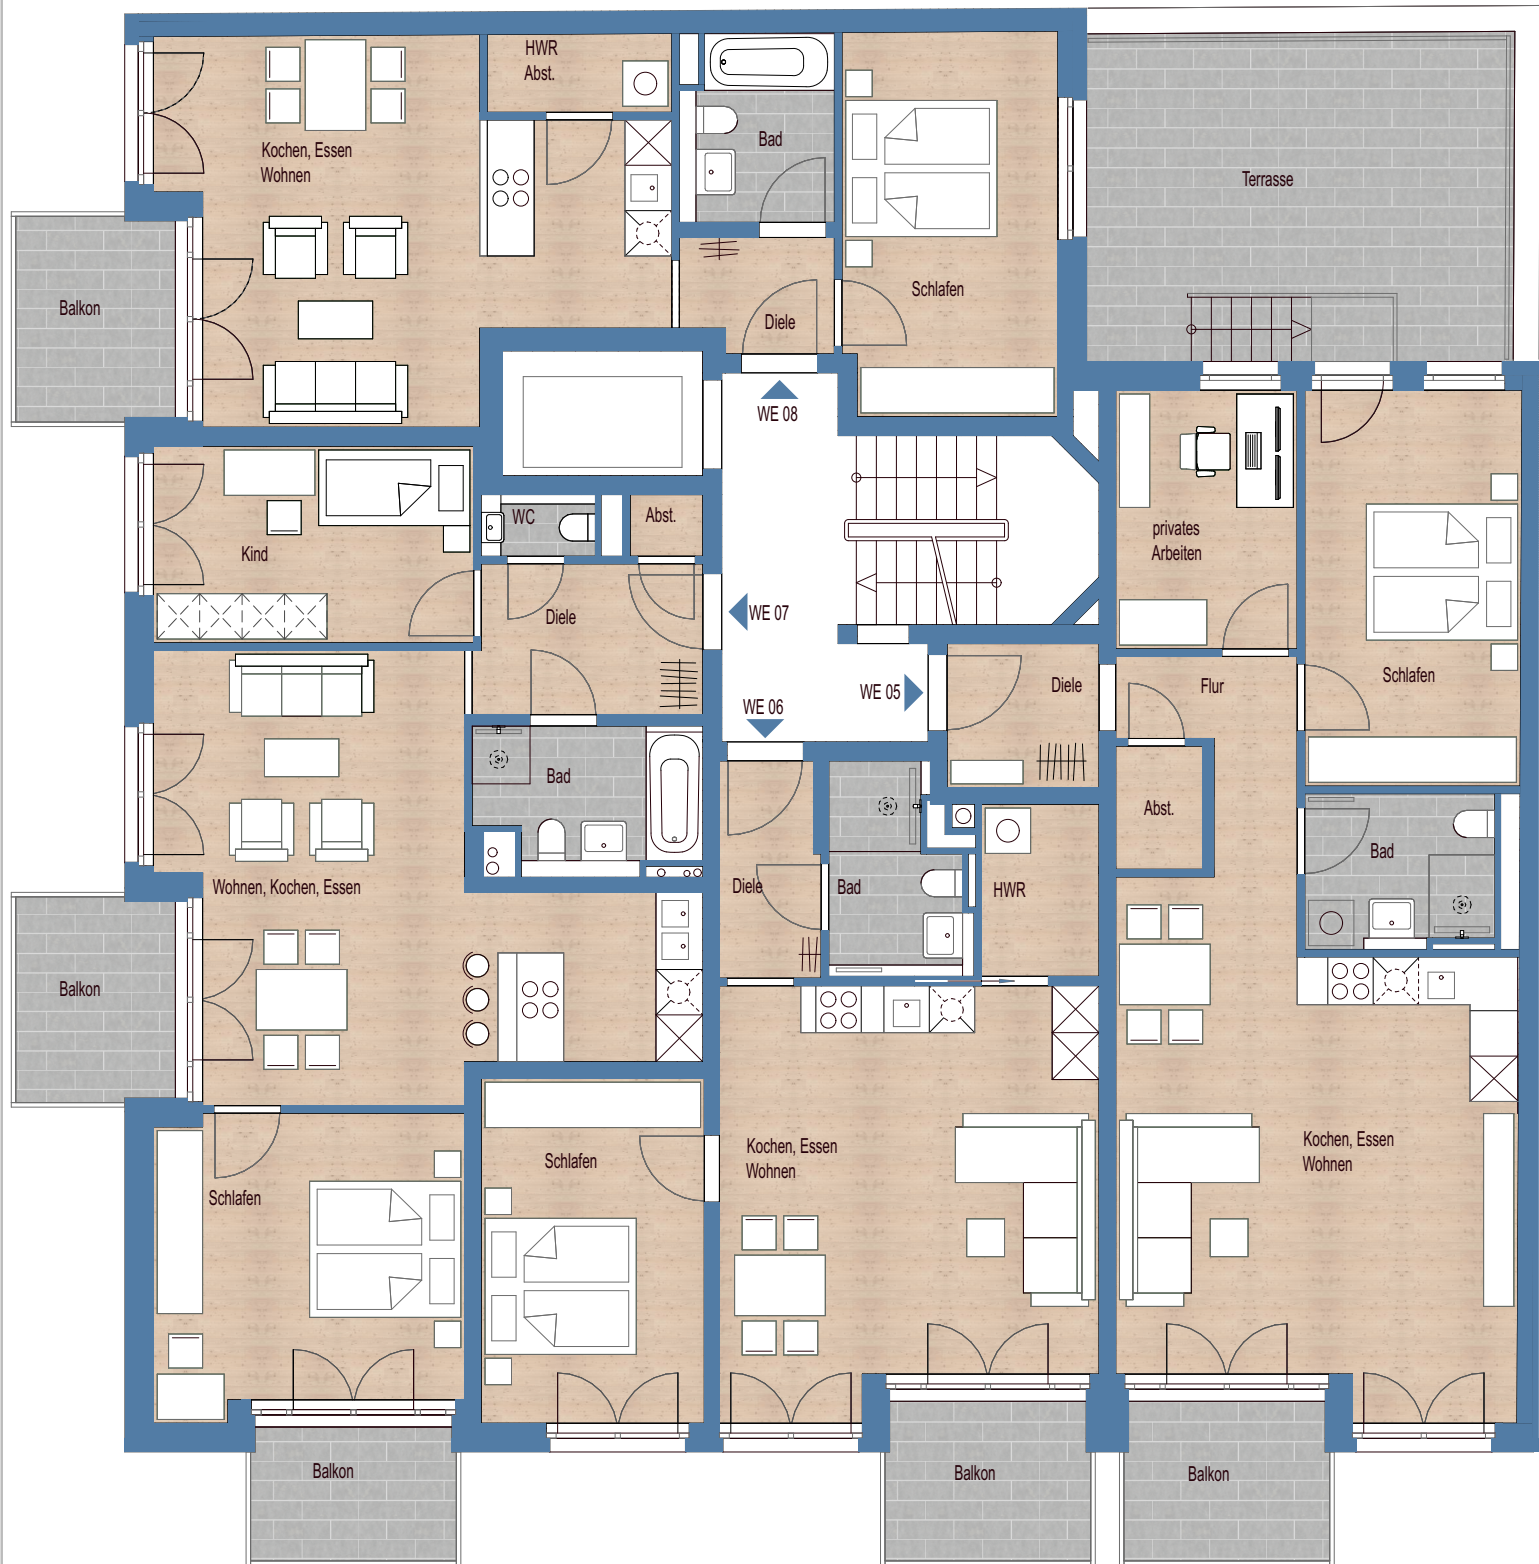 HWR
Abst.
Kochen, Essen
Wohnen
Bad
Terrasse
Balkon
Schlafen
Diele
WE 08
WC
Abst.
Kind
privates
Arbeiten
Diele
WE 07
WE 05
Diele
Flur
Schlafen
WE 06
Bad
Abst.
Bad
Wohnen, Kochen, Essen
Diele
Bad
HWR
Balkon
Kochen, Essen
Wohnen
Kochen, Essen
Wohnen
Schlafen
Schlafen
Balkon
Balkon
Balkon